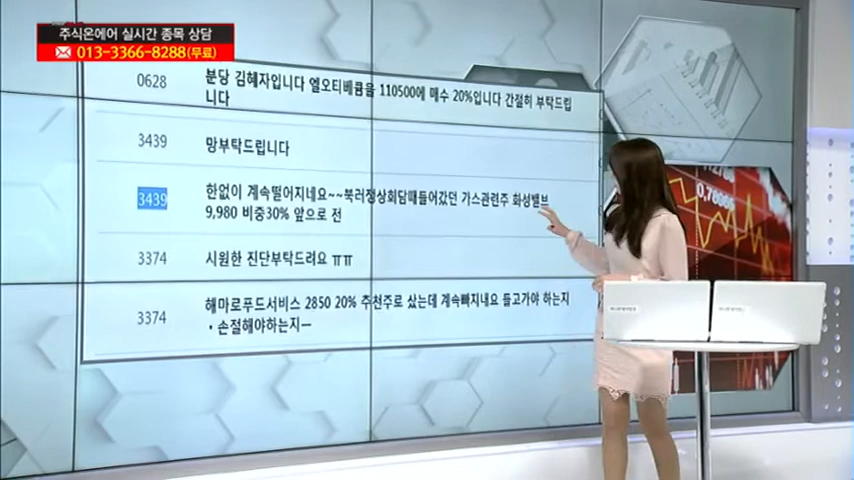 주식온에어 실시간 종목 상담
013-3366-8288(무료)
0628 분당 김혜자입니다 엘오티베큠을 110500에 매수 20%입니다 간절히 부탁드립
니다
3439 망부탁드립니다
3439 한없이 계속떨어지네요~~북러정상회담때들어갔던 가스관련주 화성밸브
9,980 비중30% 앞으로 전
3374 시원한 진단부탁드려요 ㅠㅠ
3374 해마로푸드서비스 2850 20% 추천주로 샀는데 계속빠지내요 들고가야 하는지
•손절해야하는지ㅡ
0.78005